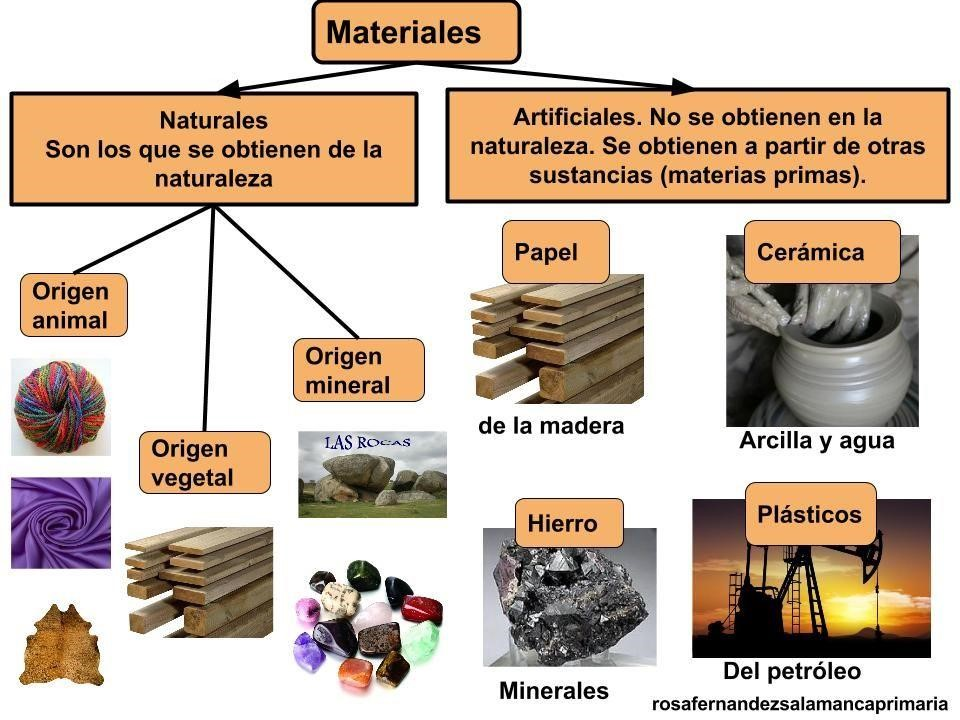 Materiales
Naturales
Son los que se obtienen de la
naturaleza
Artificiales. No se obtienen en la
naturaleza. Se obtienen a partir de otras
sustancias (materias primas).
Origen
animal
Origen
vegetal
Origen
mineral
LAS ROCAS
Papel
de la madera
Cerámica
Arcilla y agua
Hierro
Minerales
Plásticos
Del petróleo
rosafernandezsalamancaprimaria